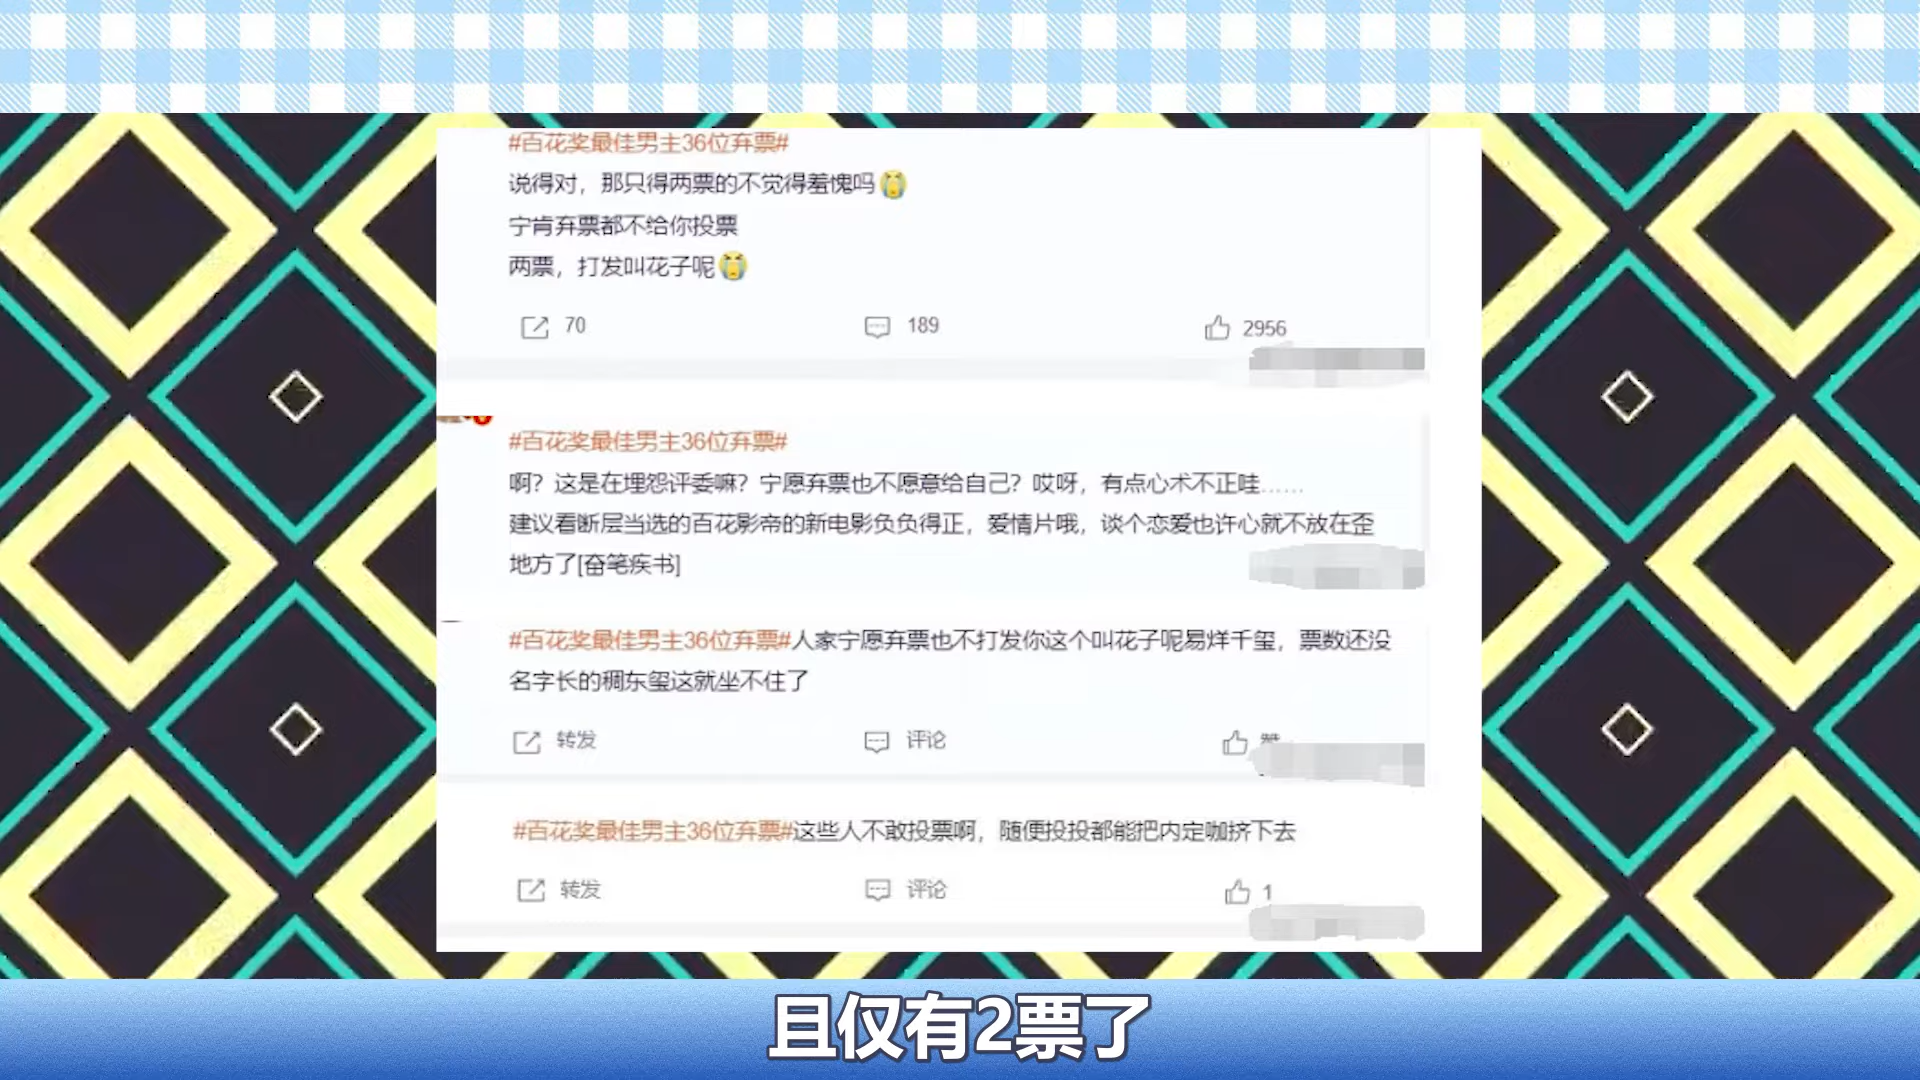 #百花奖最佳男主36位弃票#
说得对，那只得两票的不觉得羞愧吗😭
宁肯弃票都不给你投票
两票，打发叫花子呢😭
70
189
2956
#百花奖最佳男主36位弃票#
啊？这是在埋怨评委嘛？宁愿弃票也不愿意给自己？哎呀，有点心术不正哇……
建议看断层当选的百花影帝的新电影负负得正，爱情片哦，谈个恋爱也许心就不放在歪
地方了[奋笔疾书]
#百花奖最佳男主36位弃票#人家宁愿弃票也不打发你这个叫花子呢易烊千玺，票数还没
名字长的稠东玺这就坐不住了
转发
评论
#百花奖最佳男主36位弃票#这些人不敢投票啊，随便投投都能把内定咖挤下去
转发
评论
1
且仅有2票了